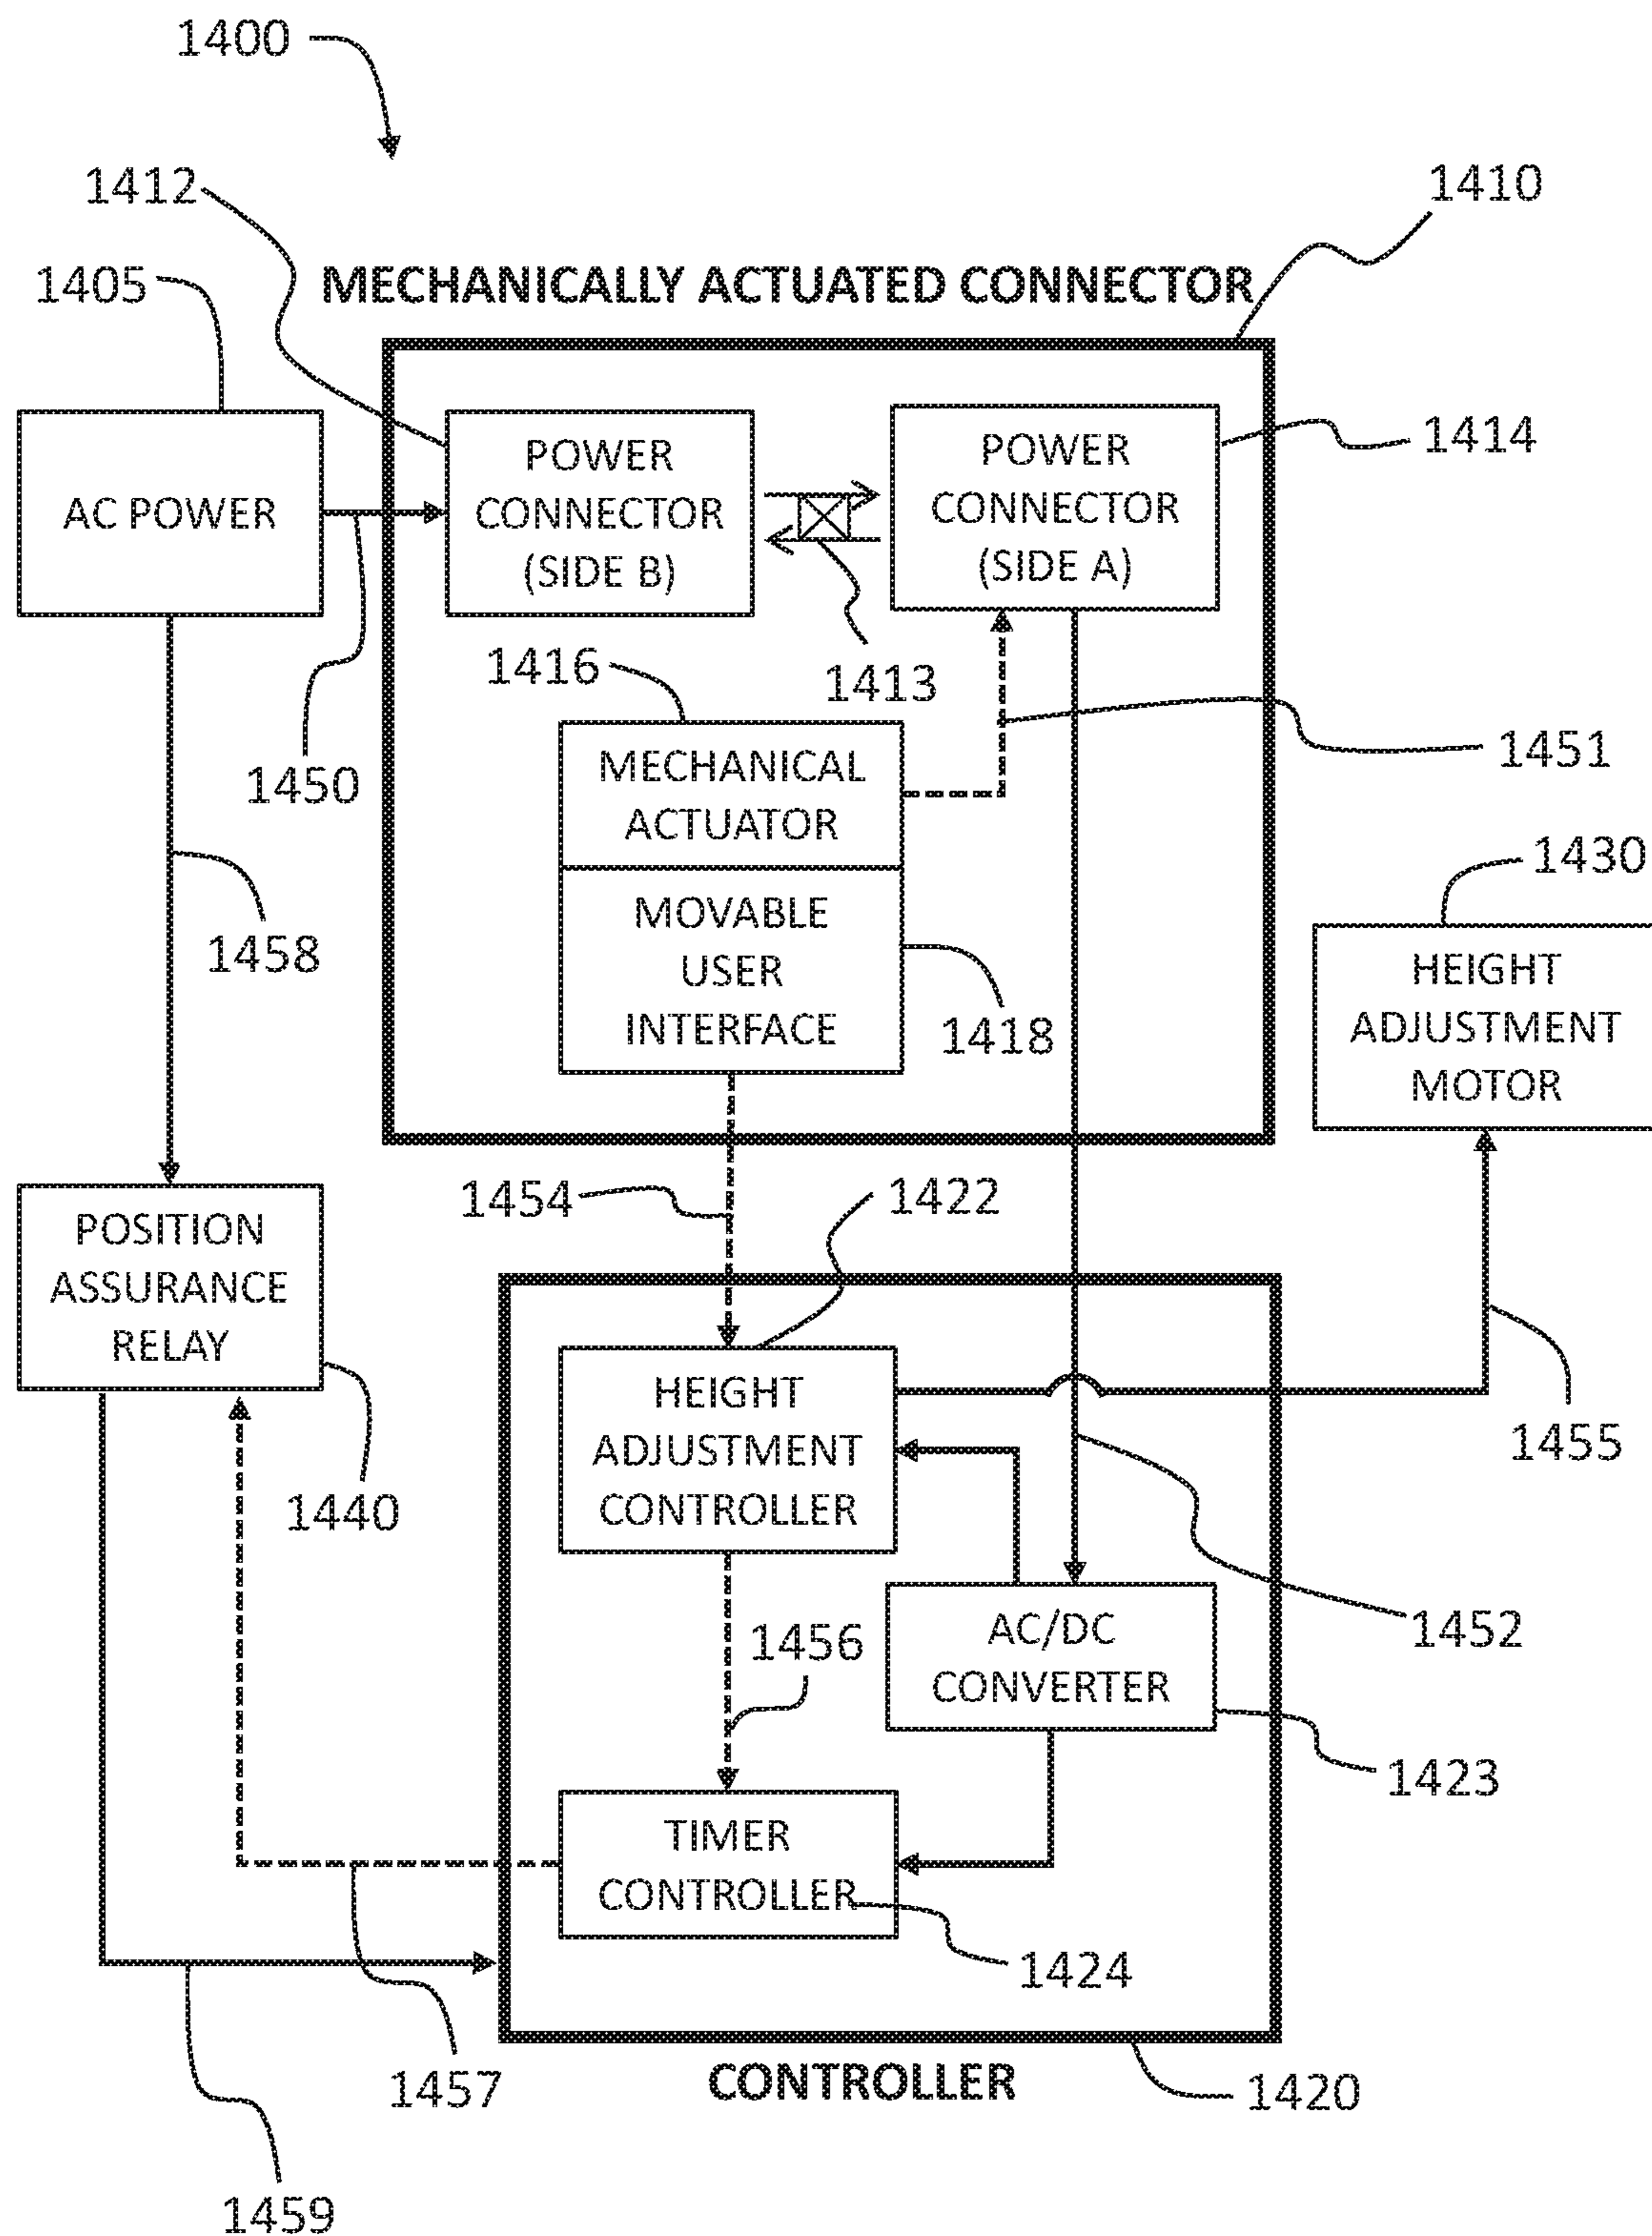 1400
1412
1410
1405
MECHANICALLY ACTUATED CONNECTOR
AC POWER
POWER
CONNECTOR
(SIDE B)
POWER
CONNECTOR
(SIDE A)
1414
1413
1416
1450
1451
MECHANICAL
ACTUATOR
MOVABLE
USER
INTERFACE
1418
1458
1430
HEIGHT
ADJUSTMENT
MOTOR
1454
1422
POSITION
ASSURANCE
RELAY
1440
HEIGHT
ADJUSTMENT
CONTROLLER
1455
1456
AC/DC
CONVERTER
1452
1423
TIMER
CONTROLLER
1424
1457
CONTROLLER
1420
1459